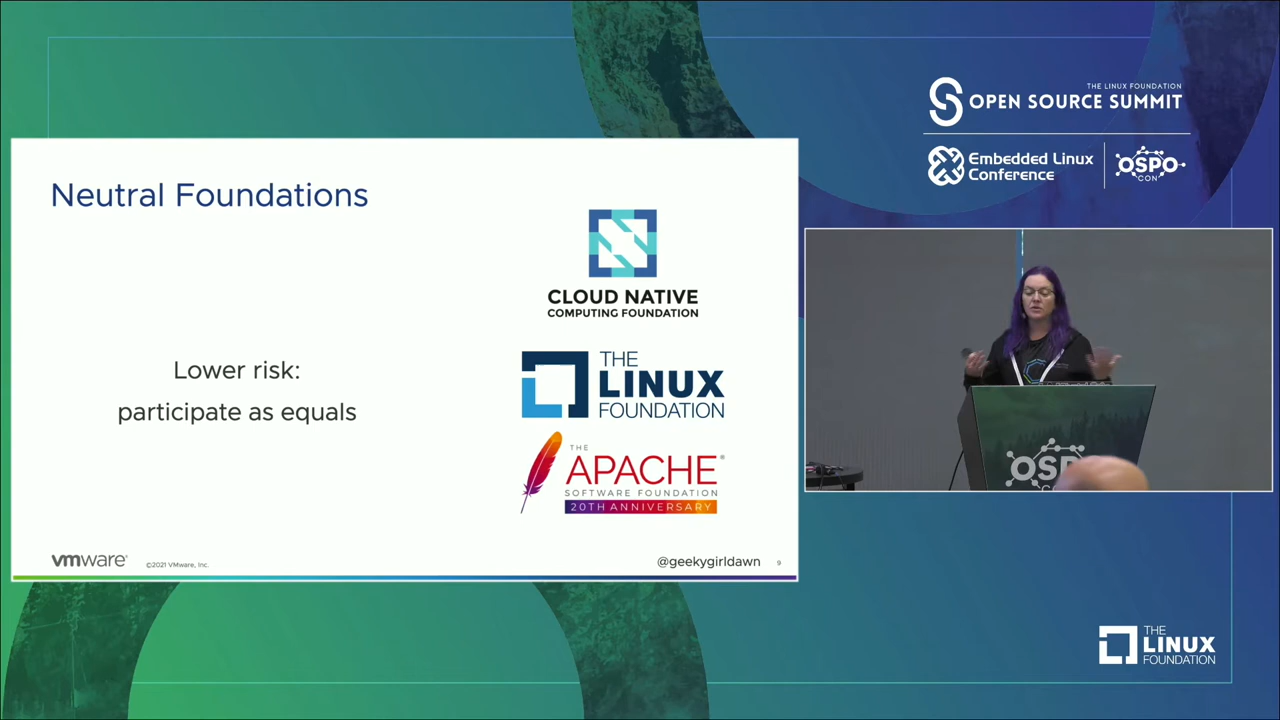 THE LINUX FOUNDATION
OPEN SOURCE SUMMIT
Embedded Linux
Conference
OSPO
CON
Neutral Foundations
CLOUD NATIVE
COMPUTING FOUNDATION
Lower risk:
participate as equals
THE
LINUX
FOUNDATION
THE
APACHE®
SOFTWARE FOUNDATION
20TH ANNIVERSARY
vmware®
©2021 VMware, Inc.
@geekygirldawn
9
THE
LINUX
FOUNDATION